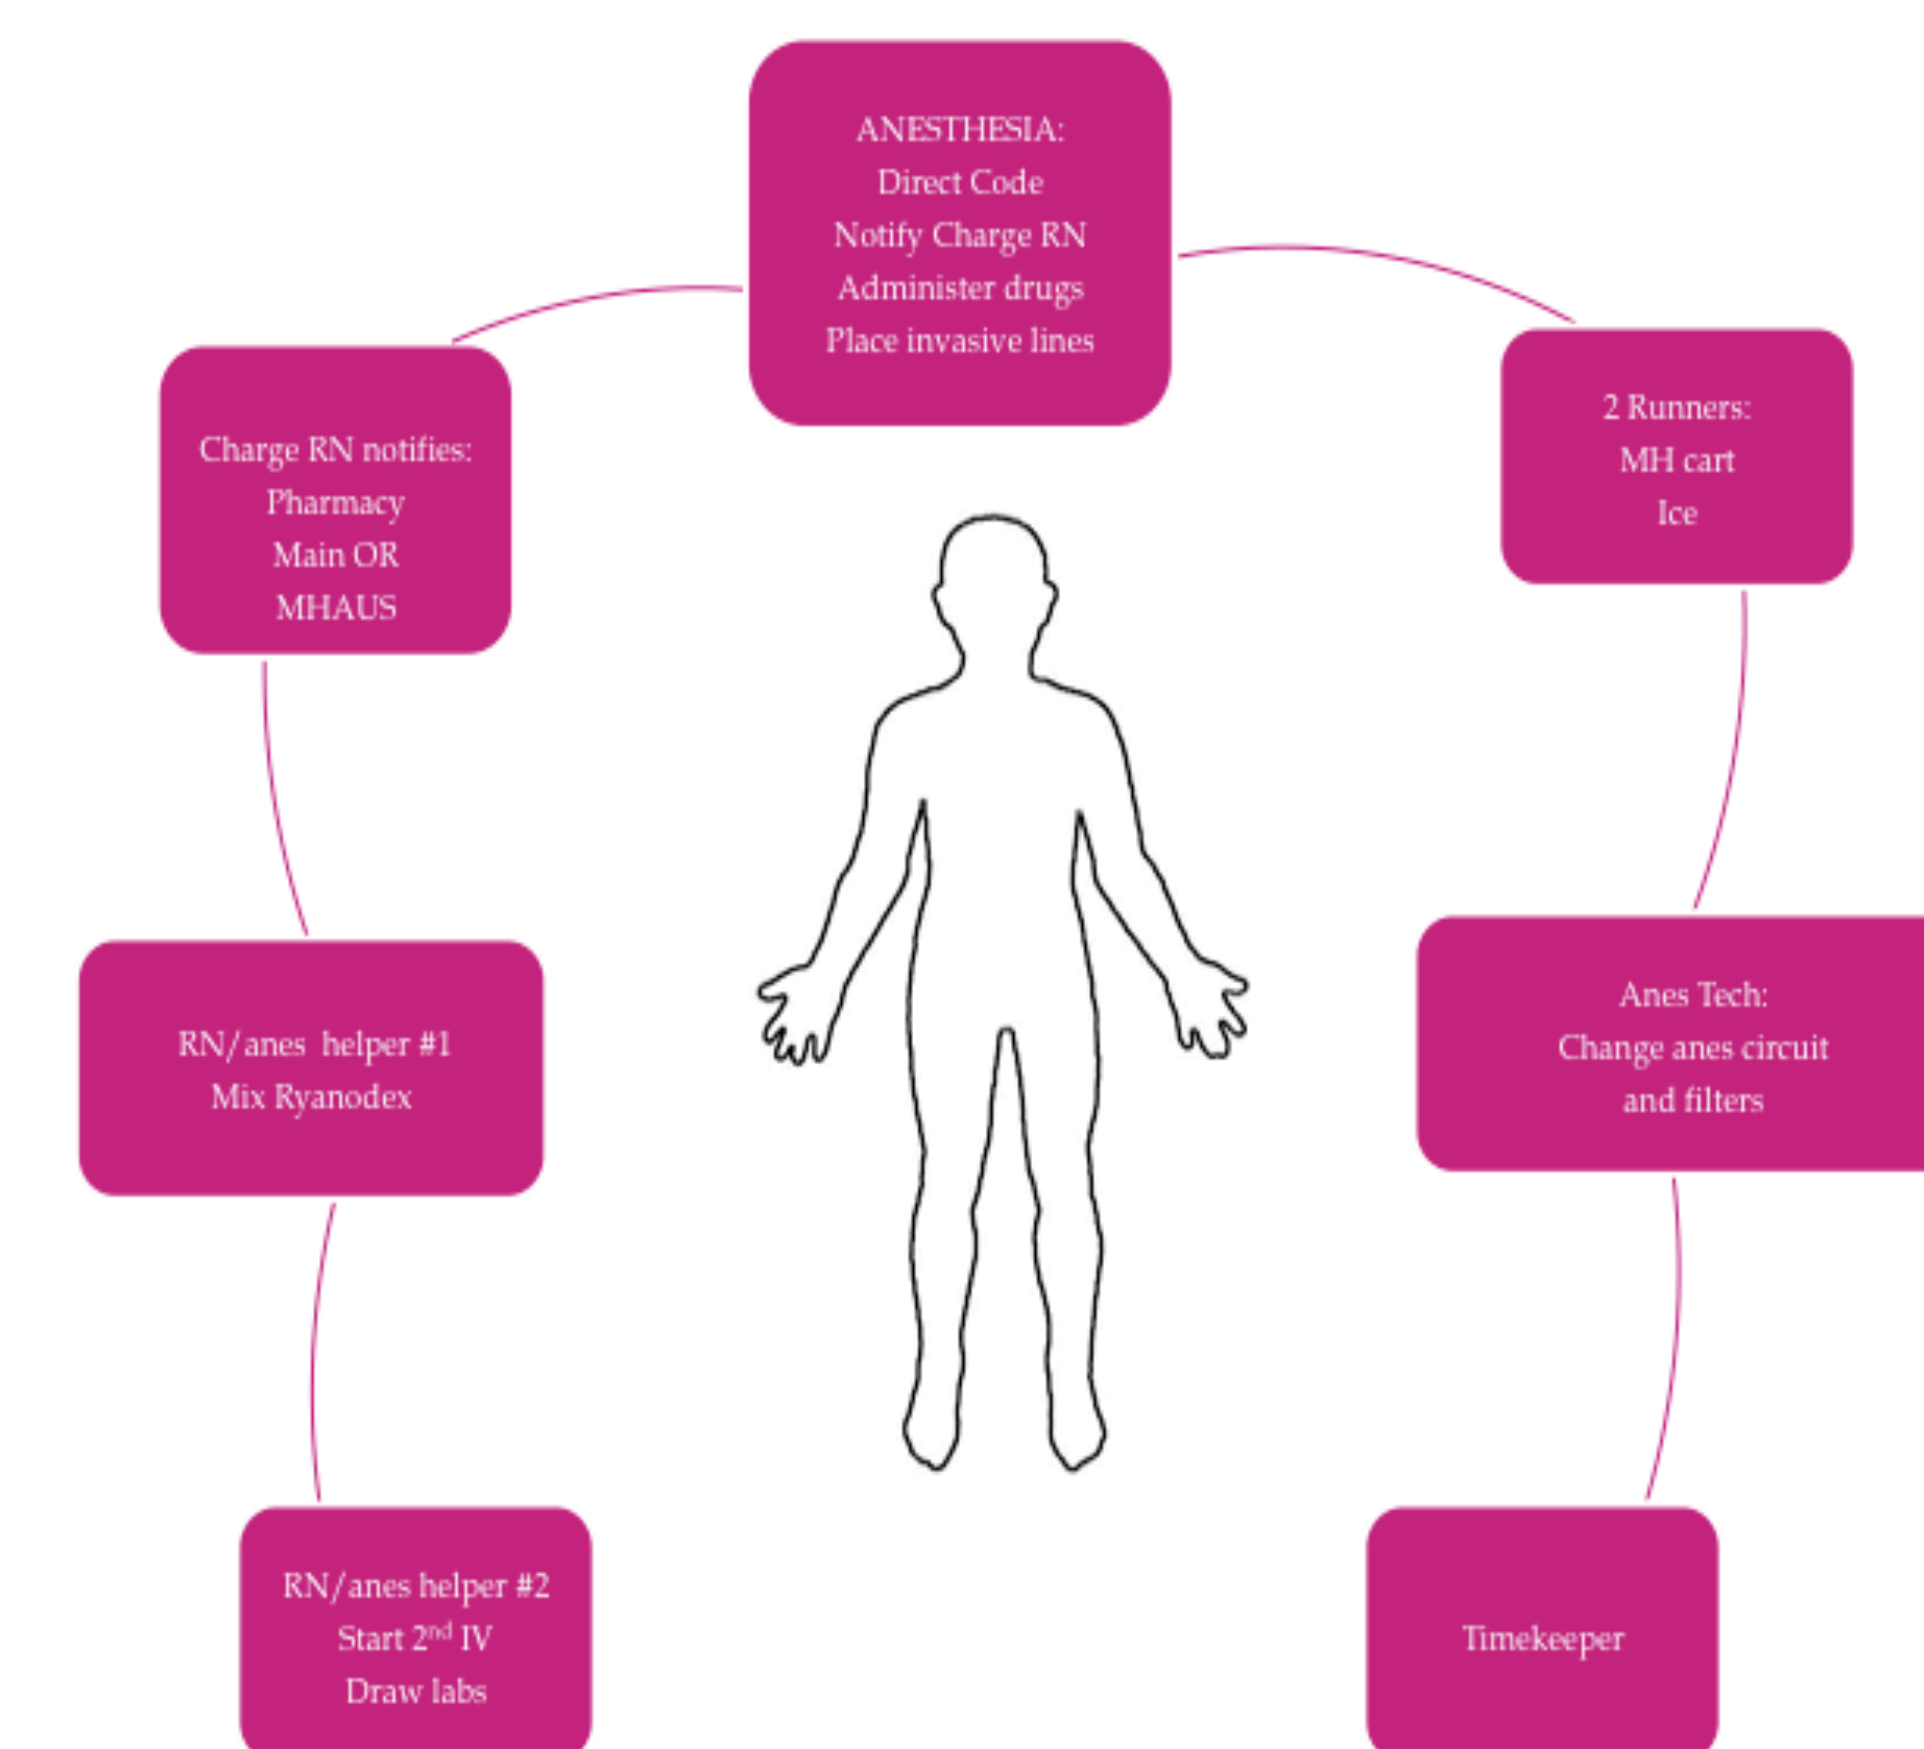 ANESTHESIA:
Direct Code
Notify Charge RN
Administer drugs
Place invasive lines
Charge RN notifies:
Pharmacy
Main OR
MHAUS
2 Runners:
MH cart
Ice
RN/anes helper #1
Mix Ryanodex
Anes Tech:
Change anes circuit
and filters
RN/anes helper #2
Start 2nd IV
Draw labs
Timekeeper